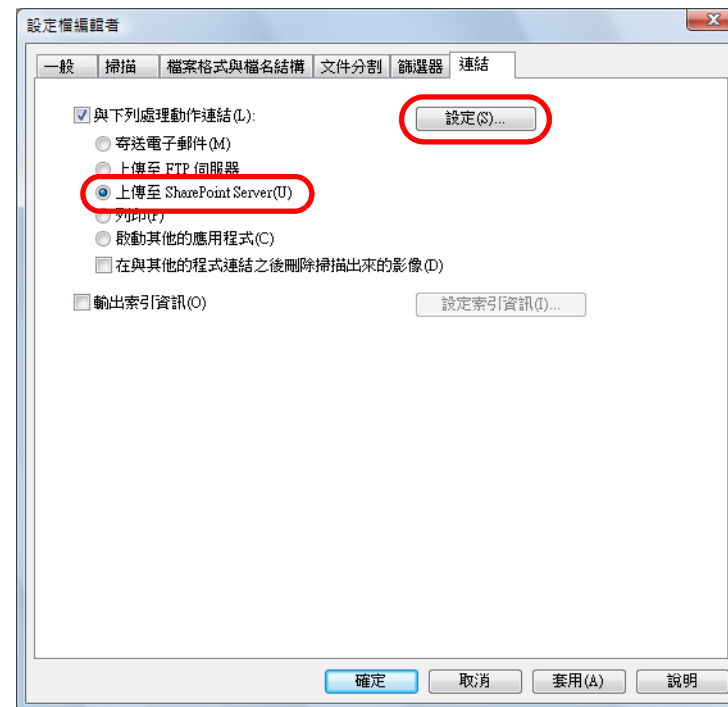 設定檔編輯者
一般 掃描 檔案格式與檔名結構 文件分割 篩選器 連結
與下列處理動作連結(L): 設定(S)...
寄送電子郵件(M)
上傳至 FTP 伺服器
上傳至 SharePoint Server(U)
列印(P)
啟動其他的應用程式(C)
在與其他的程式連結之後刪除掃描出來的影像(D)
輸出索引資訊(O) 設定索引資訊(I)...
確定 取消 套用(A) 說明